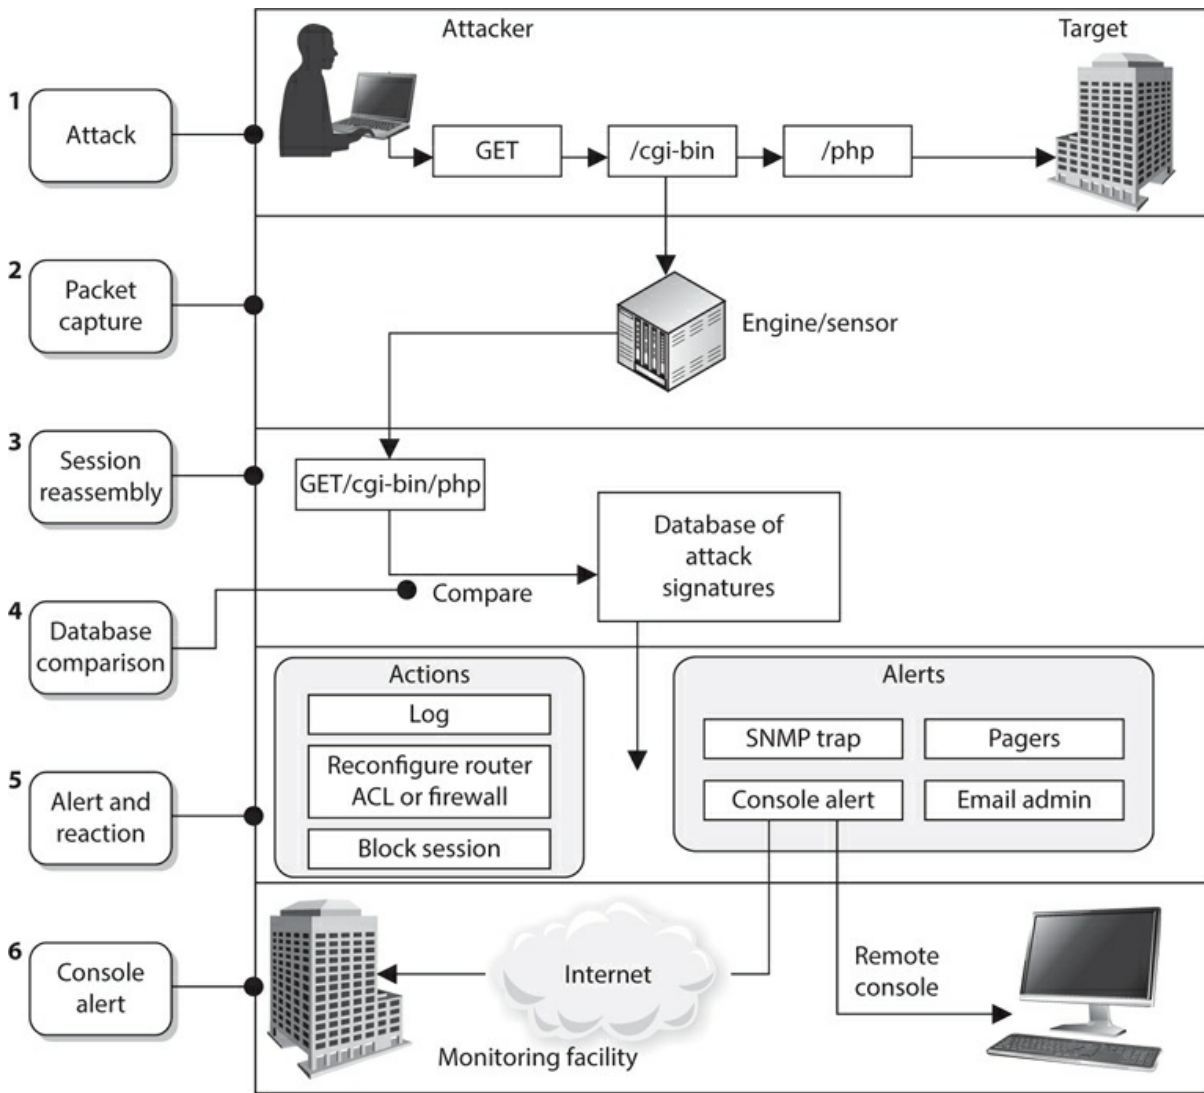 Attacker
Target
1
Attack
GET
/cgi-bin
/php
2
Packet
capture
Engine/sensor
3
Session
reassembly
GET/cgi-bin/php
Database of
attack
signatures
Compare
4
Database
comparison
Actions
Log
Reconfigure router
ACL or firewall
Block session
Alerts
SNMP trap
Pagers
Console alert
Email admin
5
Alert and
reaction
6
Console
alert
Internet
Monitoring facility
Remote
console